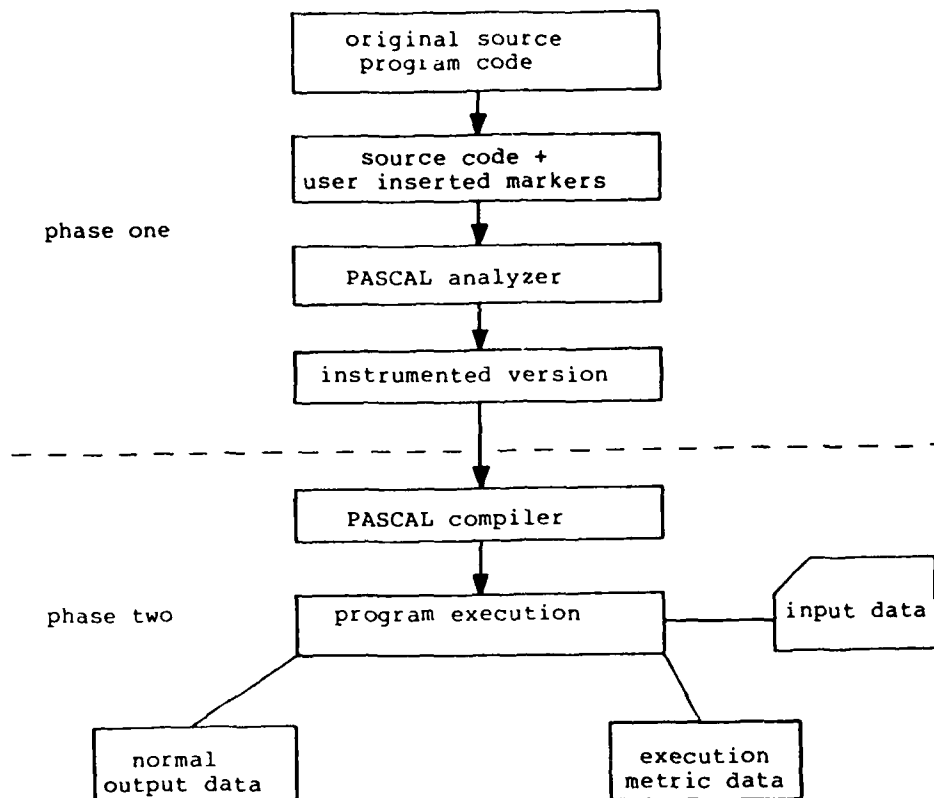 original source
program code
source code +
user inserted markers
phase one
PASCAL analyzer
instrumented version
PASCAL compiler
phase two
program execution
input data
normal
output data
execution
metric data